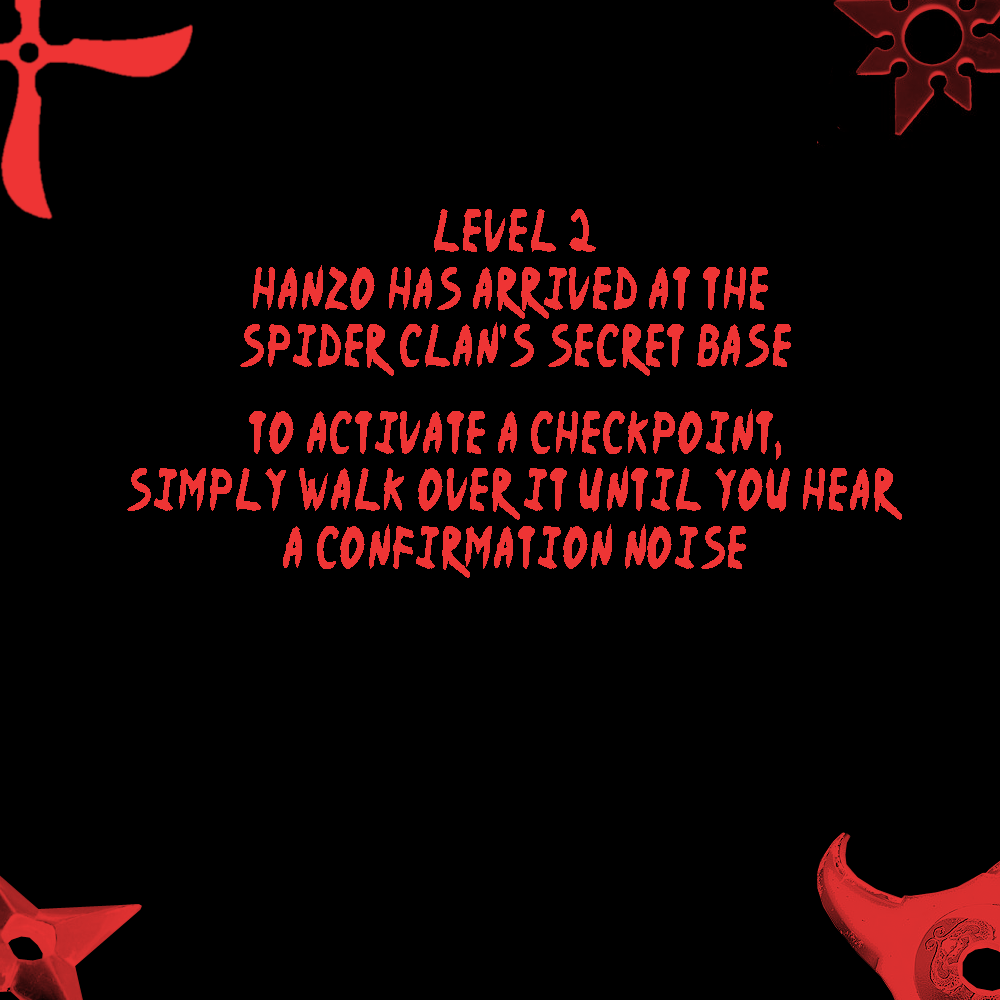 LEVEL 2
HANZO HAS ARRIVED AT THE
SPIDER CLAN'S SECRET BASE
TO ACTIVATE A CHECKPOINT,
SIMPLY WALK OVER IT UNTIL YOU HEAR
A CONFIRMATION NOISE